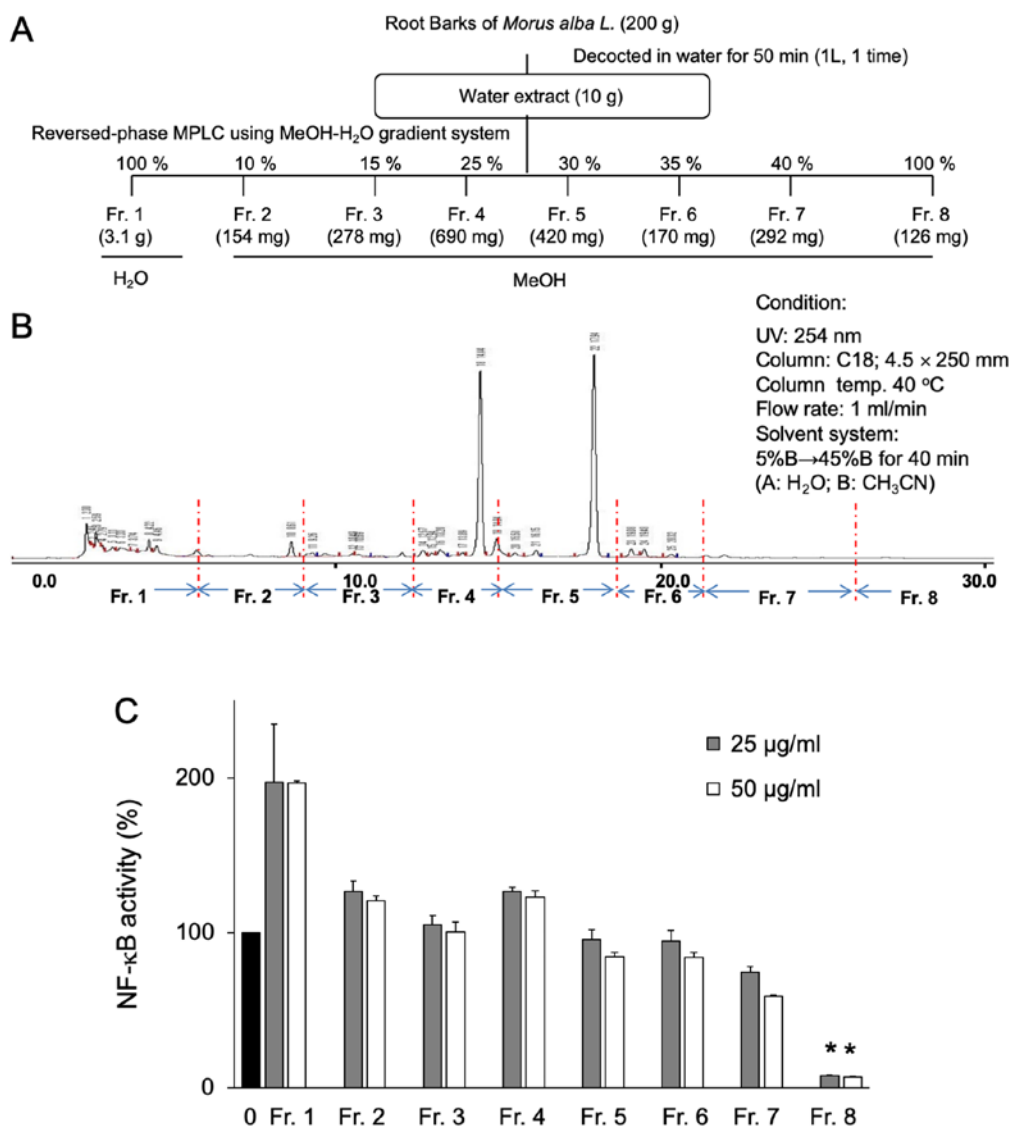 A
Root Barks of Morus alba L. (200 g)
Decocted in water for 50 min (1L, 1 time)
Water extract (10 g)
Reversed-phase MPLC using MeOH-H₂O gradient system
100 % 10 % 15 % 25 % 30 % 35 % 40 % 100 %
Fr. 1 Fr. 2 Fr. 3 Fr. 4 Fr. 5 Fr. 6 Fr. 7 Fr. 8
(3.1 g) (154 mg) (278 mg) (690 mg) (420 mg) (170 mg) (292 mg) (126 mg)
H₂O MeOH
B
Condition:
UV: 254 nm
Column: C18; 4.5 × 250 mm
Column temp. 40 ºC
Flow rate: 1 ml/min
Solvent system:
5%B→45%B for 40 min
(A: H₂O; B: CH₃CN)
0.0 10.0 20.0 30.0
Fr. 1 Fr. 2 Fr. 3 Fr. 4 Fr. 5 Fr. 6 Fr. 7 Fr. 8
C
25 µg/ml
50 µg/ml
NF-κB activity (%)
200
100
0
* *
0 Fr. 1 Fr. 2 Fr. 3 Fr. 4 Fr. 5 Fr. 6 Fr. 7 Fr. 8